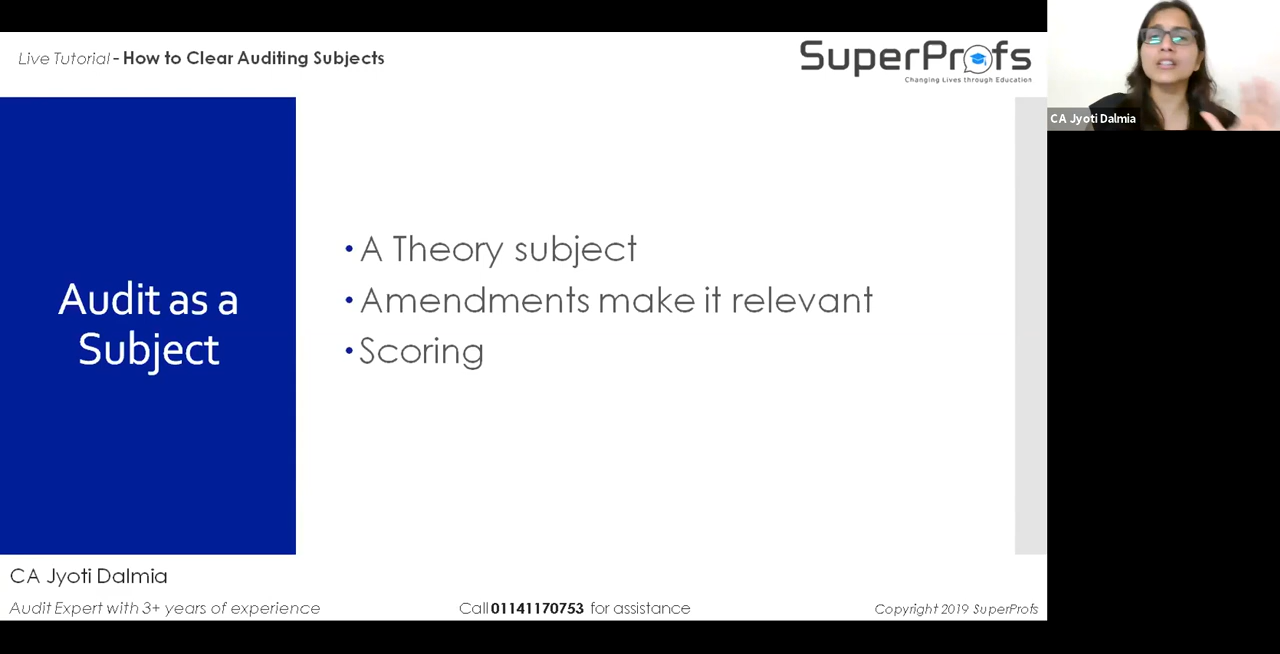 Live Tutorial - How to Clear Auditing Subjects
SuperProfs
Changing Lives through Education
CA Jyoti Dalmia
Audit as a
Subject
• A Theory subject
• Amendments make it relevant
• Scoring
CA Jyoti Dalmia
Audit Expert with 3+ years of experience
Call 01141170753 for assistance
Copyright 2019 SuperProfs